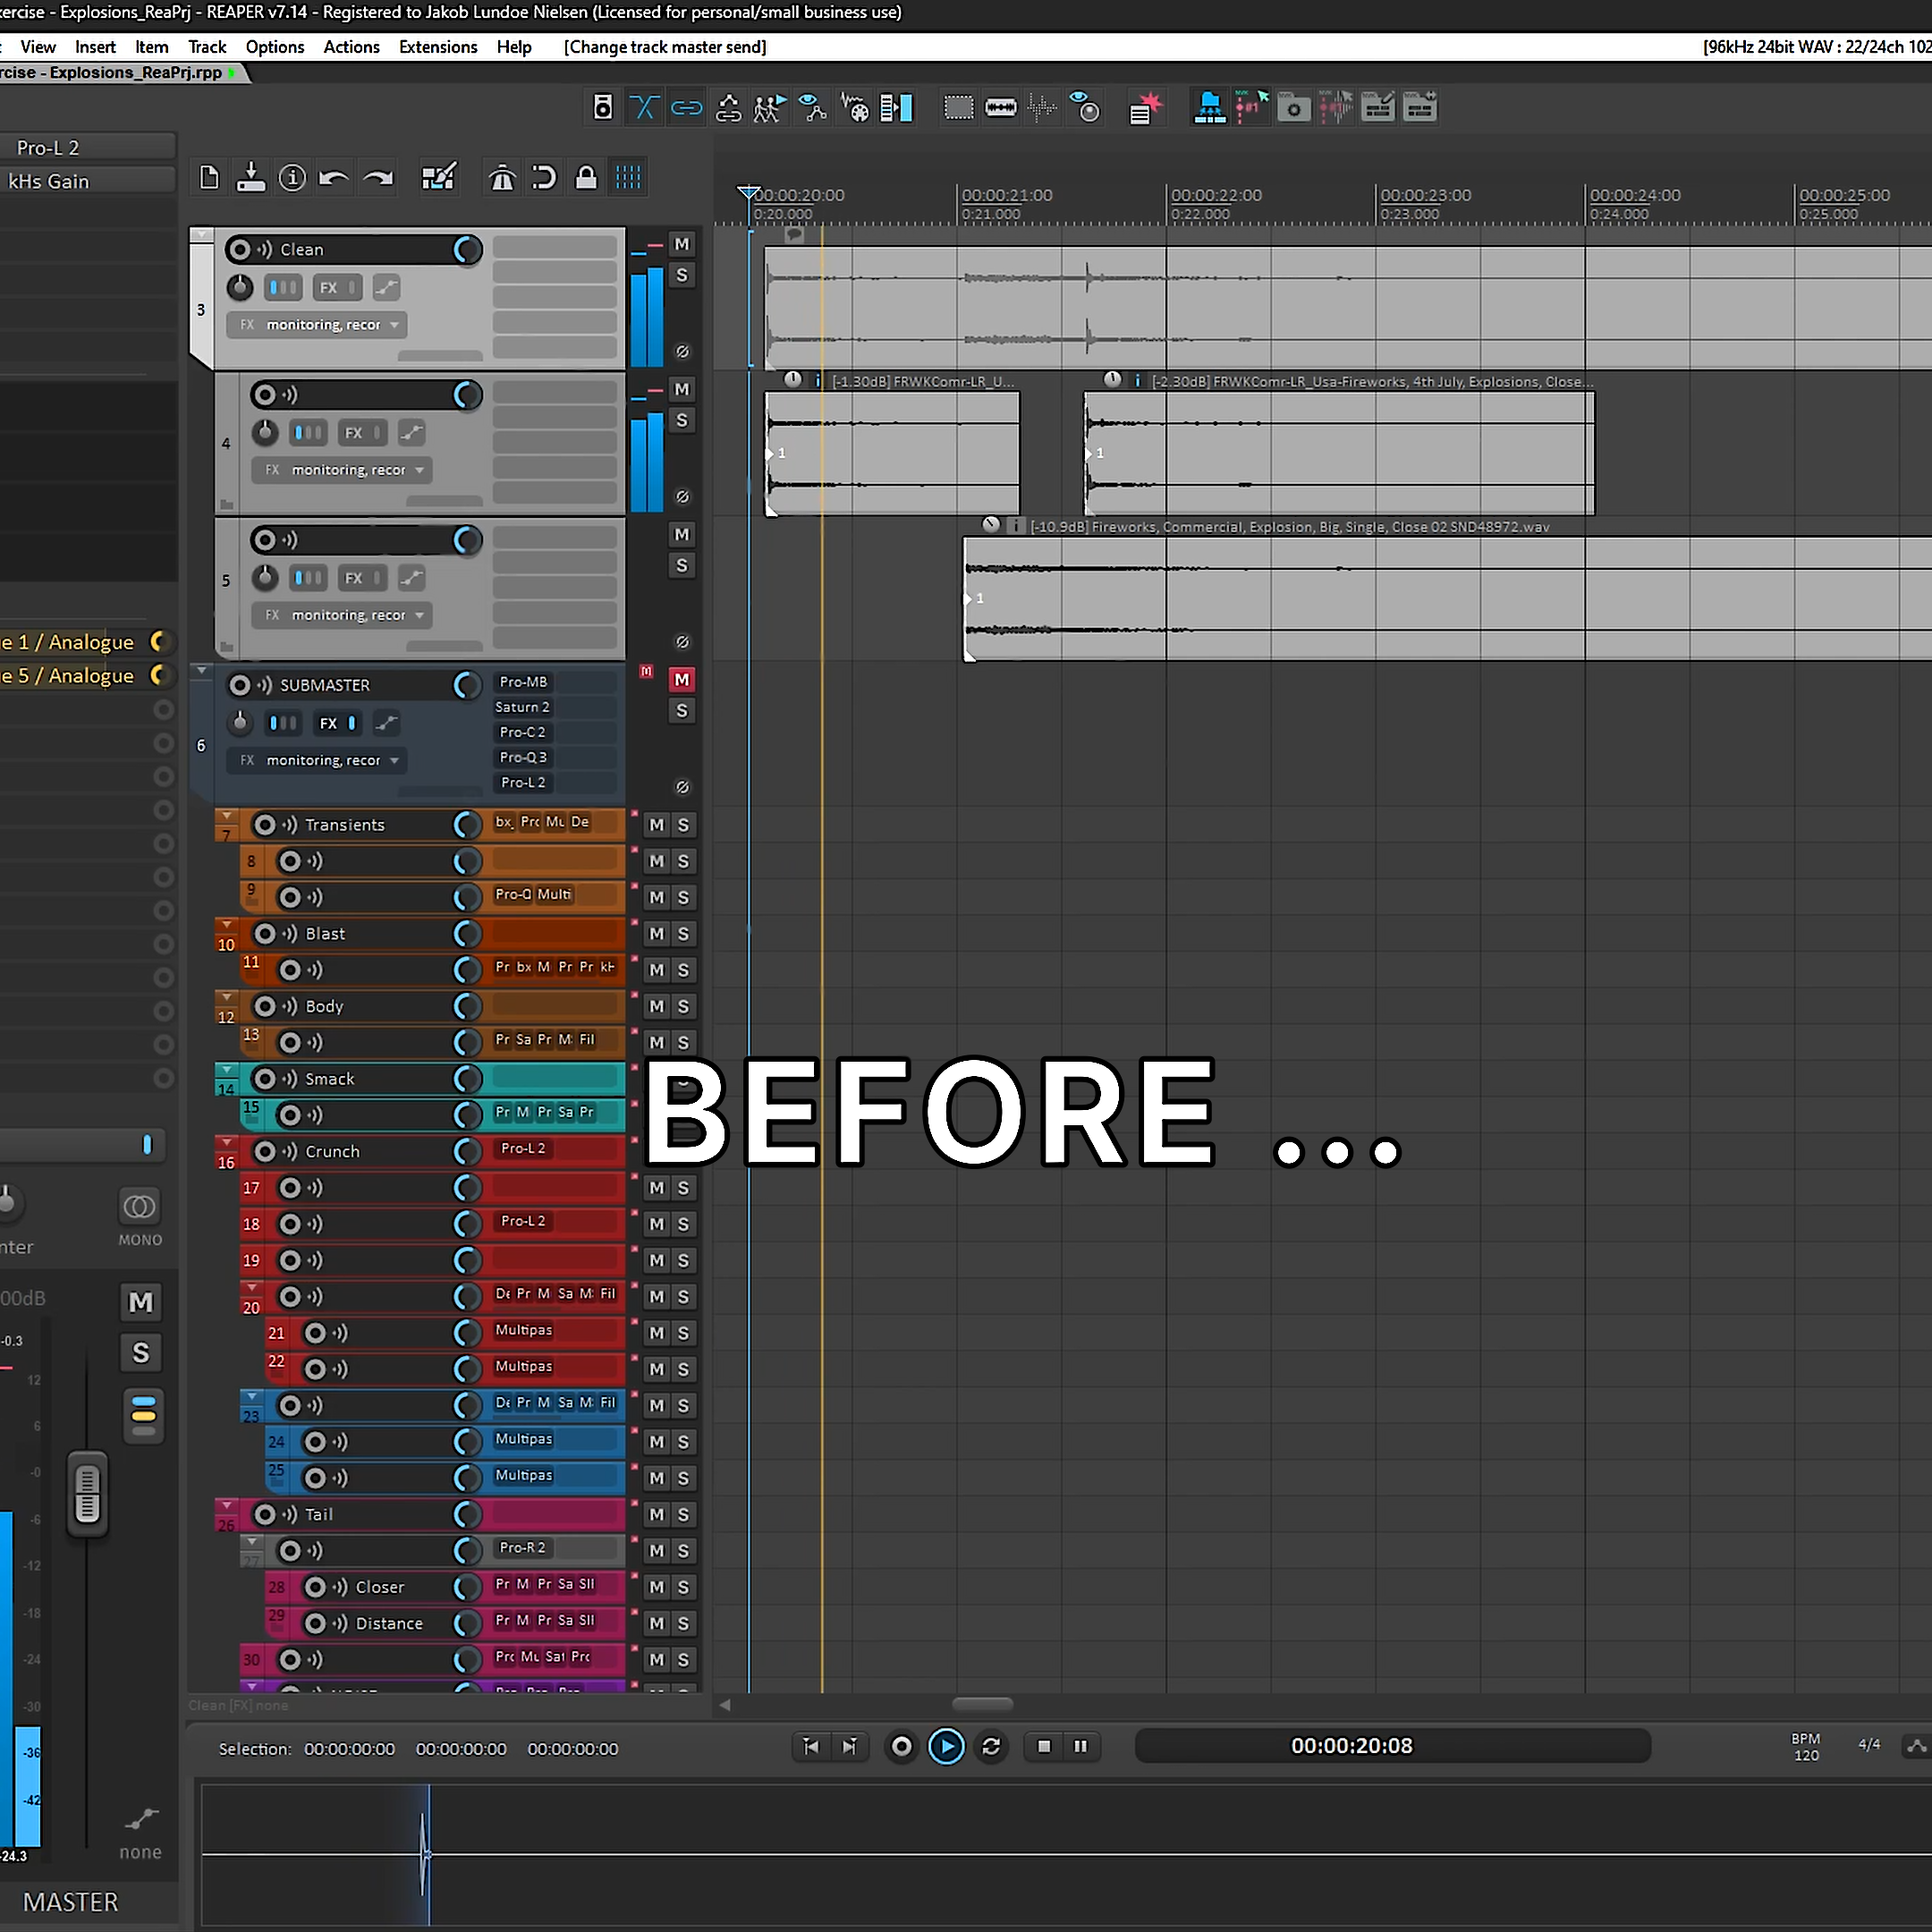 xercise - Explosions_ReaPrj - REAPER v7.14 - Registered to Jakob Lundoe Nielsen (Licensed for personal/small business use)
View Insert Item Track Options Actions Extensions Help [Change track master send]
[96kHz 24bit WAV : 22/24ch 102
rcise - Explosions_ReaPrj.rpp
Pro-L 2
kHs Gain
00:00:20:00 00:00:21:00 00:00:22:00 00:00:23:00 00:00:24:00 00:00:25:00
0:20.000 0:21.000 0:22.000 0:23.000 0:24.000 0:25.000
3 Clean M
S
FX
FX monitoring, recor
[-1.30dB] FRWKComr-LR_U... [-2.30dB] FRWKComr-LR_Usa-Fireworks, 4th July, Explosions, Close...
4 M
S
FX
FX monitoring, recor
1 1
[-10.9dB] Fireworks, Commercial, Explosion, Big, Single, Close 02 SND48972.wav
5 M
S
FX
FX monitoring, recor
1
e 1 / Analogue
e 5 / Analogue
6 SUBMASTER M
S
FX
FX monitoring, recor
Pro-MB
Saturn 2
Pro-C 2
Pro-Q 3
Pro-L 2
7 Transients bx_ Prc Mu De M S
8 M S
9 Pro-Q Multi M S
10 Blast M S
11 Pr bx M Pr Pr kH M S
12 Body M S
13 Pr Sa Pr M Fil M S
14 Smack
15 Pr M Pr Sa Pr
BEFORE ...
16 Crunch Pro-L 2
17 M S
18 Pro-L 2 M S
19 M S
20 De Pr M Sa M Fil M S
21 Multipas M S
22 Multipas M S
23 De Pr M Sa M Fil M S
24 Multipas M S
25 Multipas M S
26 Tail M S
27 Pro-R 2 M S
28 Closer Pr M Pr Sa Sll M S
29 Distance Pr M Pr Sa Sll M S
30 Prc Mu Sat Prc M S
Clean [FX] none
MONO
nter
00dB
M
S
-0.3
12
6
-0
-6
-12
-18
-24
-30
-36
-42
-24.3
none
MASTER
Selection: 00:00:00:00 00:00:00:00 00:00:00:00
00:00:20:08
BPM
120
4/4